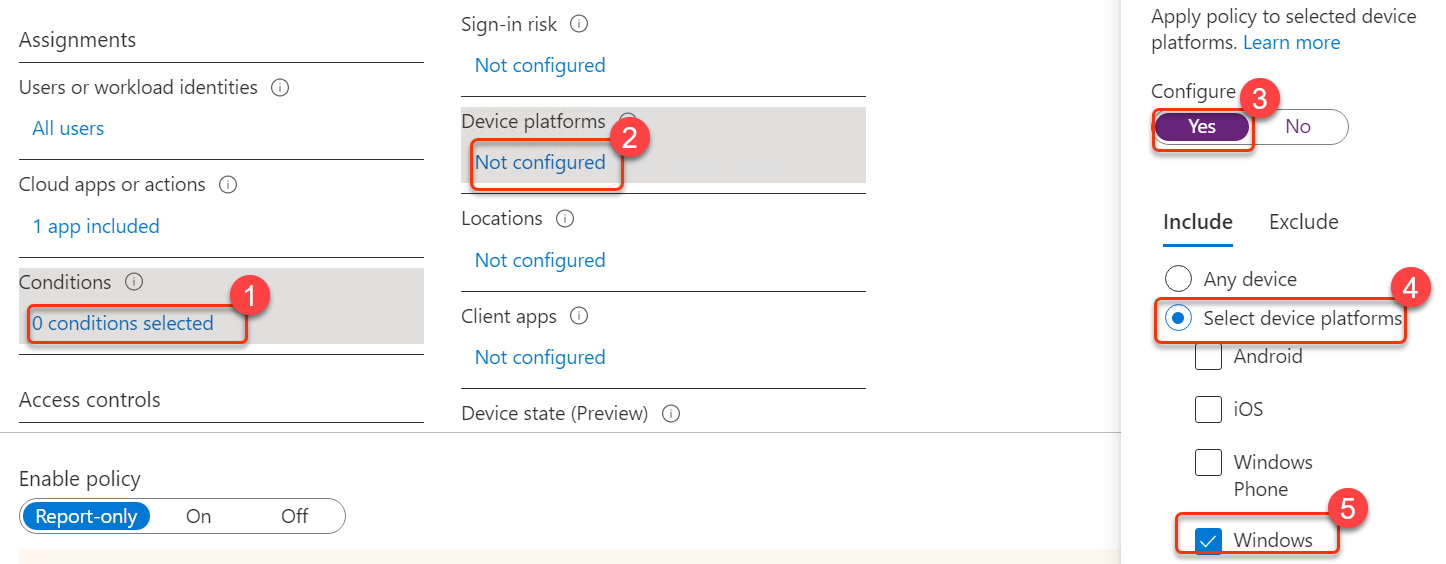 Assignments
Users or workload identities
All users
Cloud apps or actions
1 app included
Conditions
1
0 conditions selected
Access controls
Enable policy
Report-only On Off
Sign-in risk
Not configured
Device platforms
2
Not configured
Locations
Not configured
Client apps
Not configured
Device state (Preview)
Apply policy to selected device
platforms. Learn more
Configure
3
Yes No
Include Exclude
Any device
4
Select device platforms
Android
iOS
Windows
Phone
5
Windows